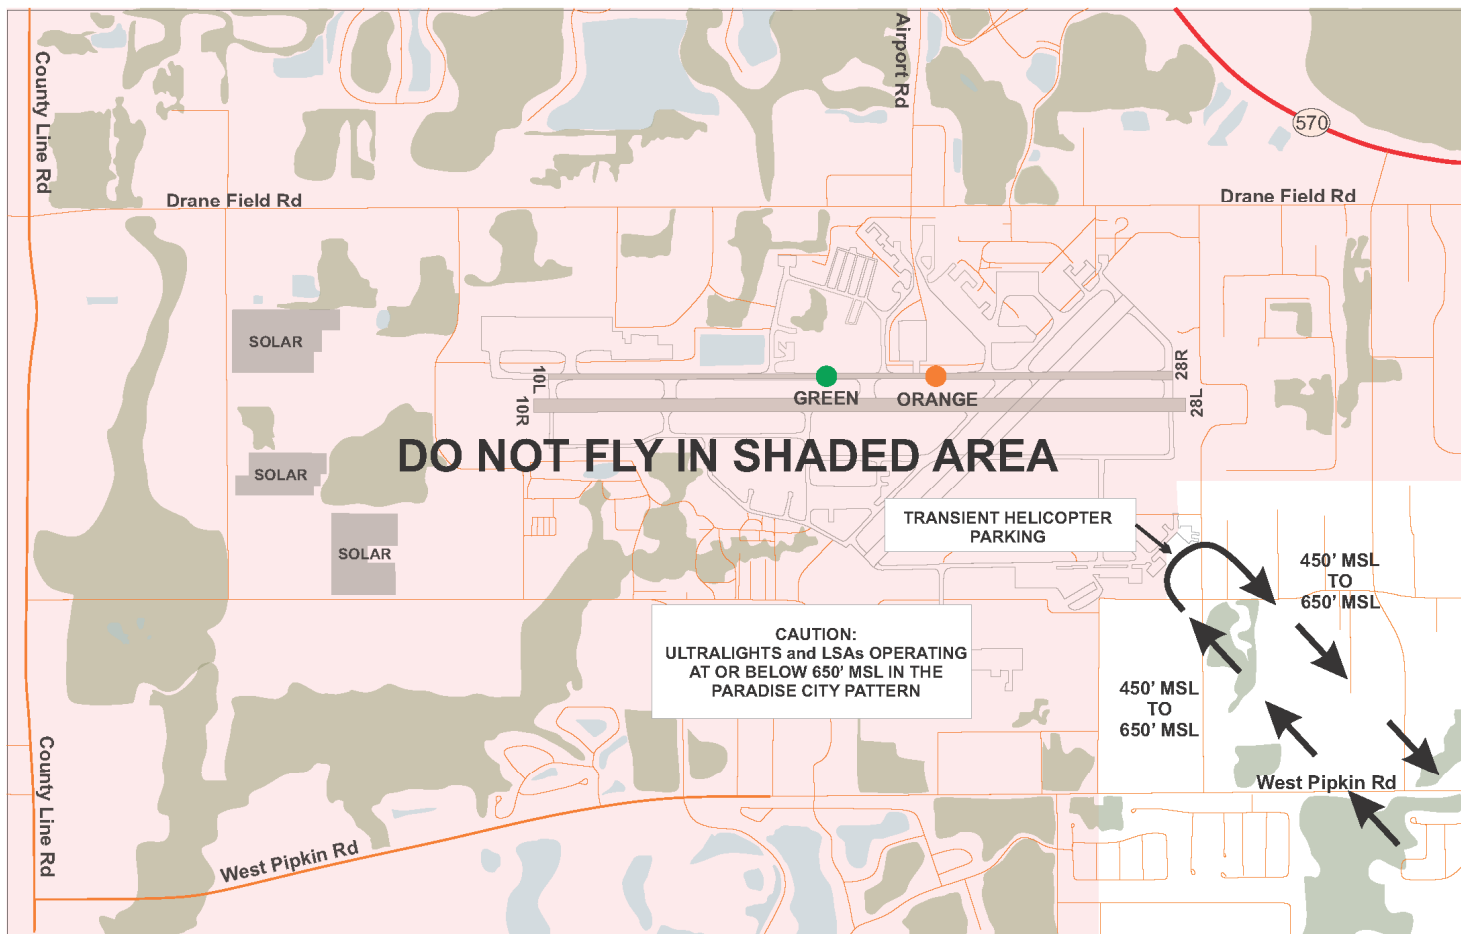 County Line Rd
Airport Rd
570
Drane Field Rd
Drane Field Rd
SOLAR
10L
28R
GREEN
ORANGE
10R
28L
DO NOT FLY IN SHADED AREA
SOLAR
SOLAR
TRANSIENT HELICOPTER
PARKING
450' MSL
TO
650' MSL
CAUTION:
ULTRALIGHTS and LSAs OPERATING
AT OR BELOW 650' MSL IN THE
PARADISE CITY PATTERN
450' MSL
TO
650' MSL
County Line Rd
West Pipkin Rd
West Pipkin Rd